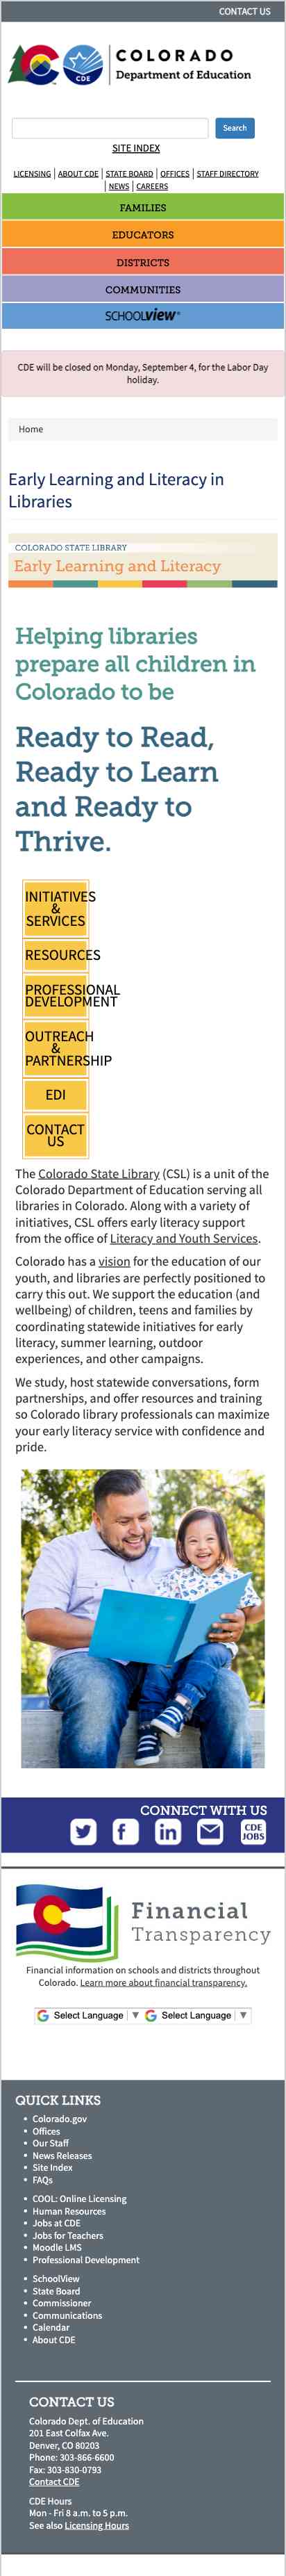 CONTACT US
COLORADO
Department of Education
CDE
Search
SITE INDEX
LICENSING | ABOUT CDE | STATE BOARD | OFFICES | STAFF DIRECTORY
| NEWS | CAREERS
FAMILIES
EDUCATORS
DISTRICTS
COMMUNITIES
SCHOOLVIEW®
CDE will be closed on Monday, September 4, for the Labor Day
holiday.
Home
Early Learning and Literacy in
Libraries
COLORADO STATE LIBRARY
Early Learning and Literacy
Helping libraries
prepare all children in
Colorado to be
Ready to Read,
Ready to Learn
and Ready to
Thrive.
INITIATIVES
&
SERVICES
RESOURCES
PROFESSIONAL
DEVELOPMENT
OUTREACH
&
PARTNERSHIP
EDI
CONTACT
US
The Colorado State Library (CSL) is a unit of the
Colorado Department of Education serving all
libraries in Colorado. Along with a variety of
initiatives, CSL offers early literacy support
from the office of Literacy and Youth Services.
Colorado has a vision for the education of our
youth, and libraries are perfectly positioned to
carry this out. We support the education (and
wellbeing) of children, teens and families by
coordinating statewide initiatives for early
literacy, summer learning, outdoor
experiences, and other campaigns.
We study, host statewide conversations, form
partnerships, and offer resources and training
so Colorado library professionals can maximize
your early literacy service with confidence and
pride.
CONNECT WITH US
CDE
JOBS
Financial
Transparency
Financial information on schools and districts throughout
Colorado. Learn more about financial transparency.
Select Language | ▼ Select Language | ▼
QUICK LINKS
Colorado.gov
Offices
Our Staff
News Releases
Site Index
FAQs
COOL: Online Licensing
Human Resources
Jobs at CDE
Jobs for Teachers
Moodle LMS
Professional Development
SchoolView
State Board
Commissioner
Communications
Calendar
About CDE
CONTACT US
Colorado Dept. of Education
201 East Colfax Ave.
Denver, CO 80203
Phone: 303-866-6600
Fax: 303-830-0793
Contact CDE
CDE Hours
Mon - Fri 8 a.m. to 5 p.m.
See also Licensing Hours